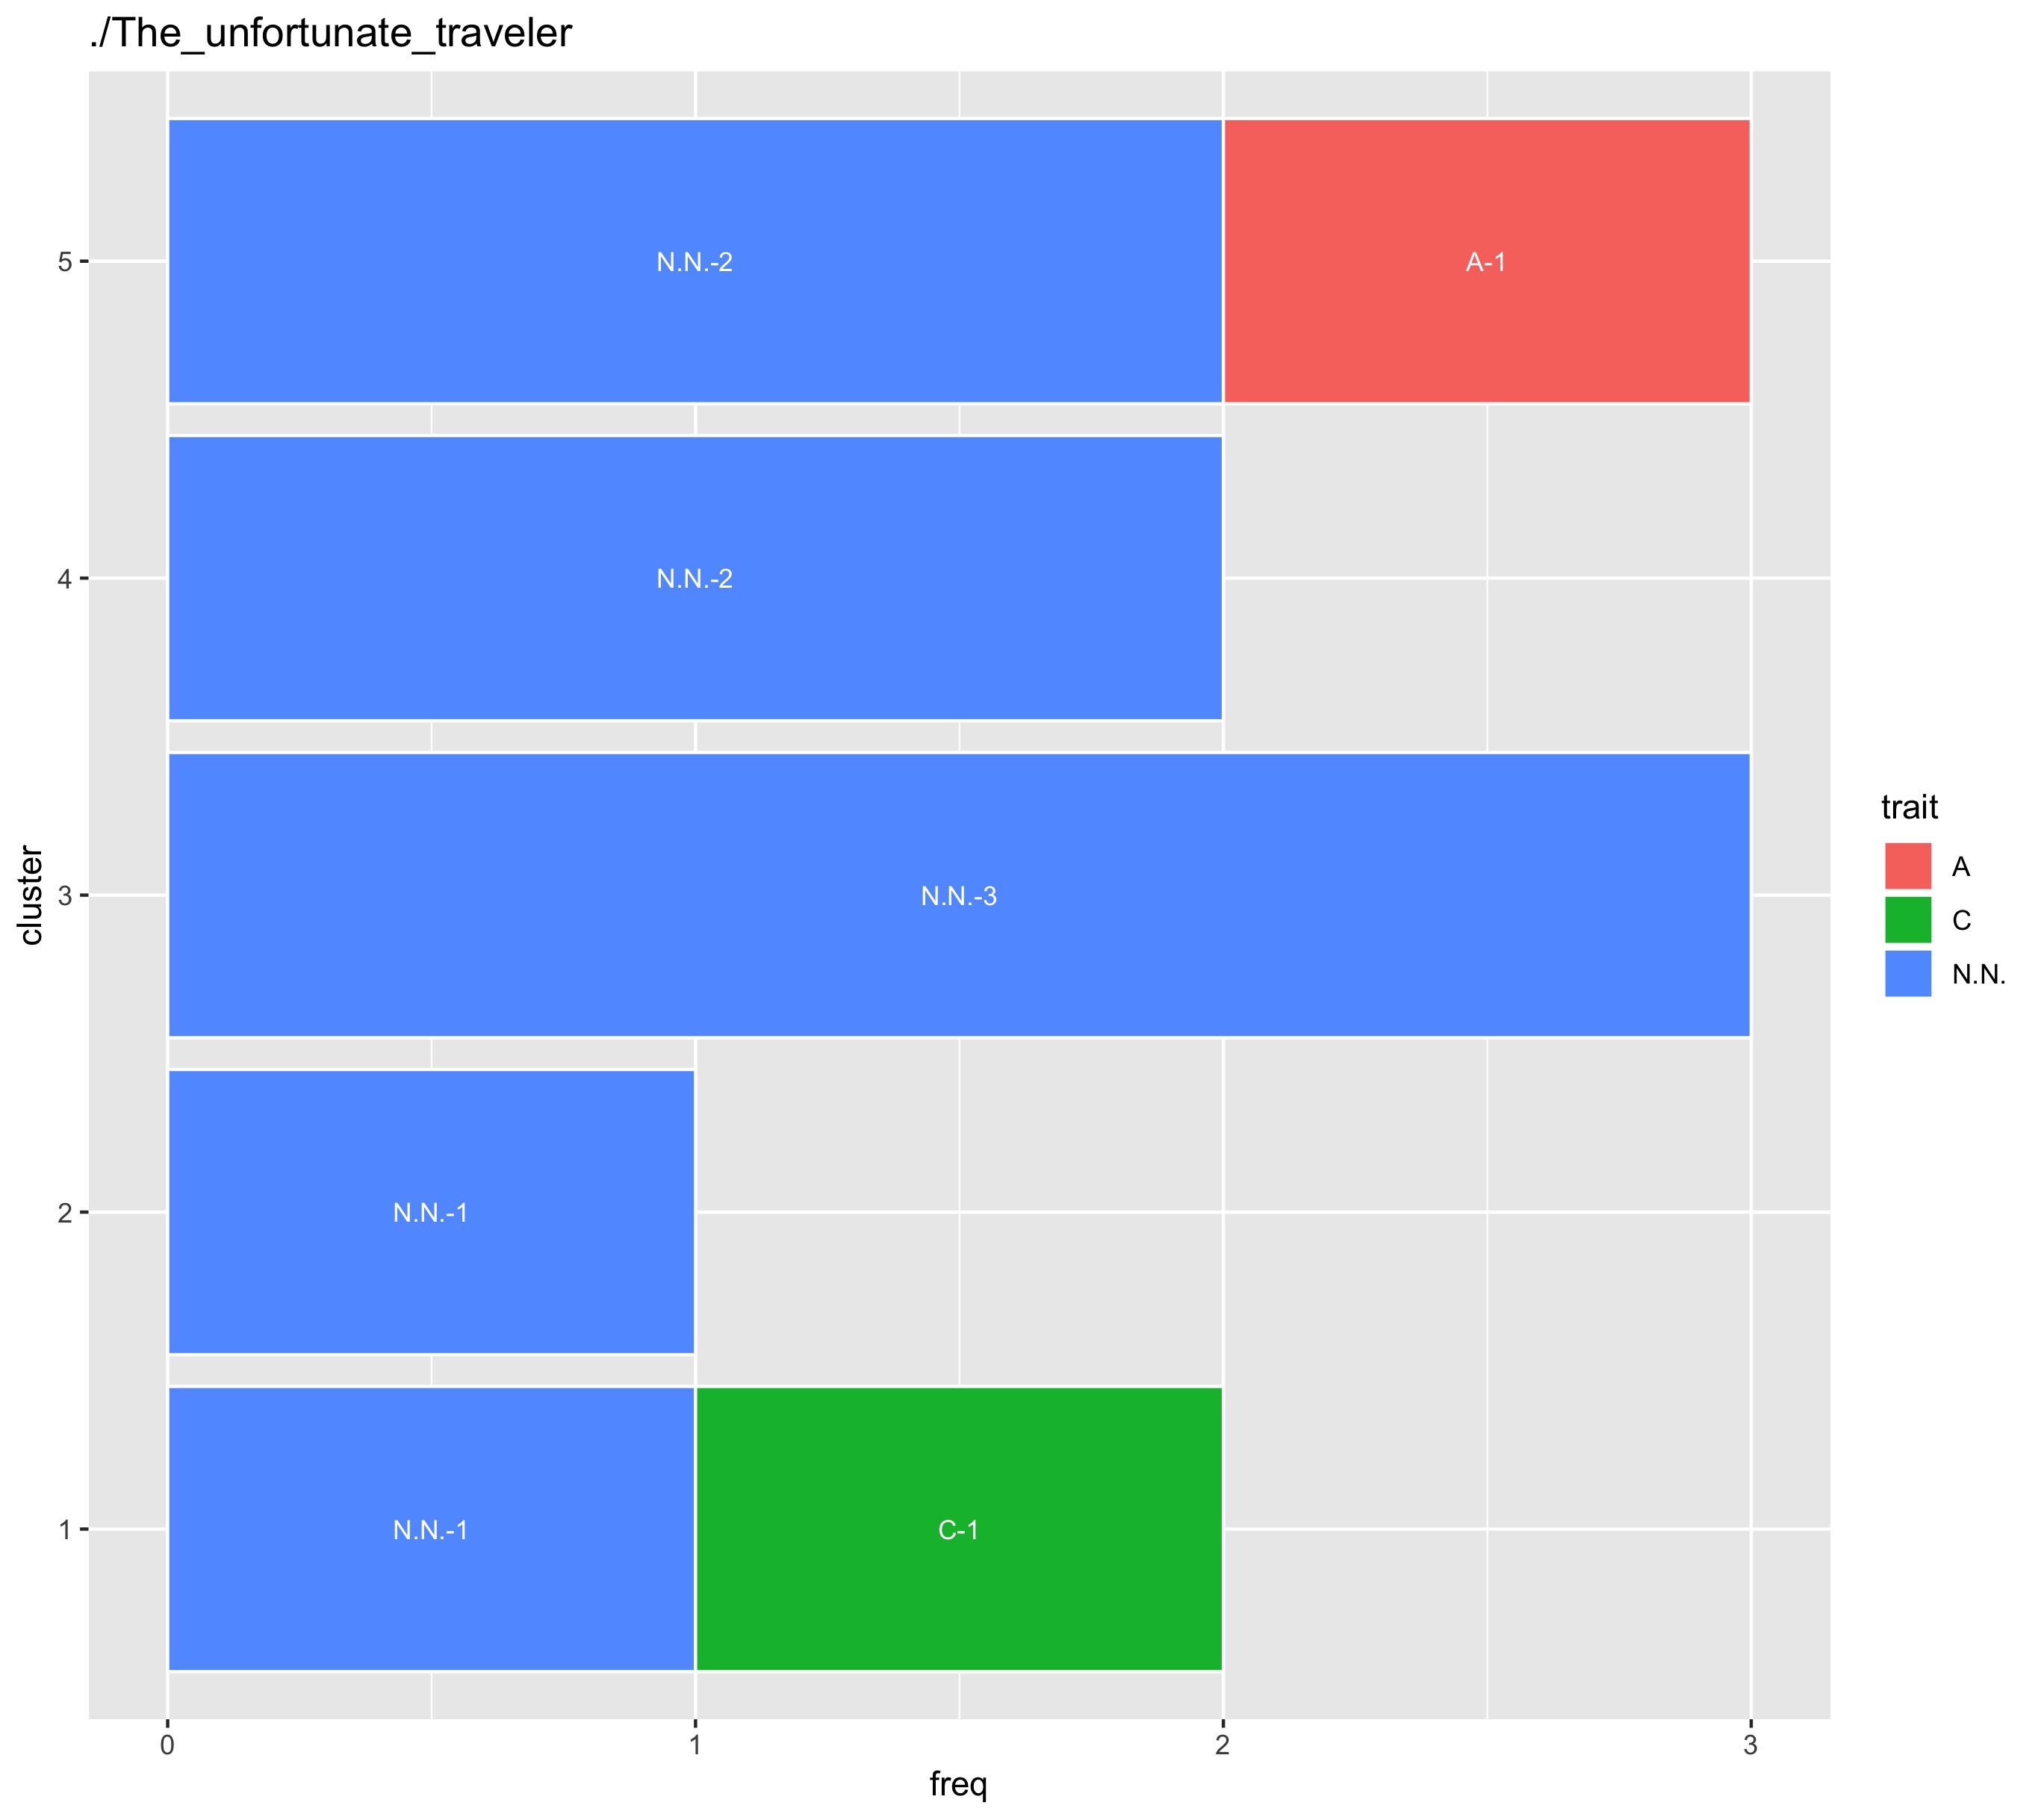 ./The_unfortunate_traveler
5
N.N.-2
A-1
4
N.N.-2
3
N.N.-3
2
N.N.-1
1
N.N.-1
C-1
0
1
2
3
freq
cluster
trait
A
C
N.N.